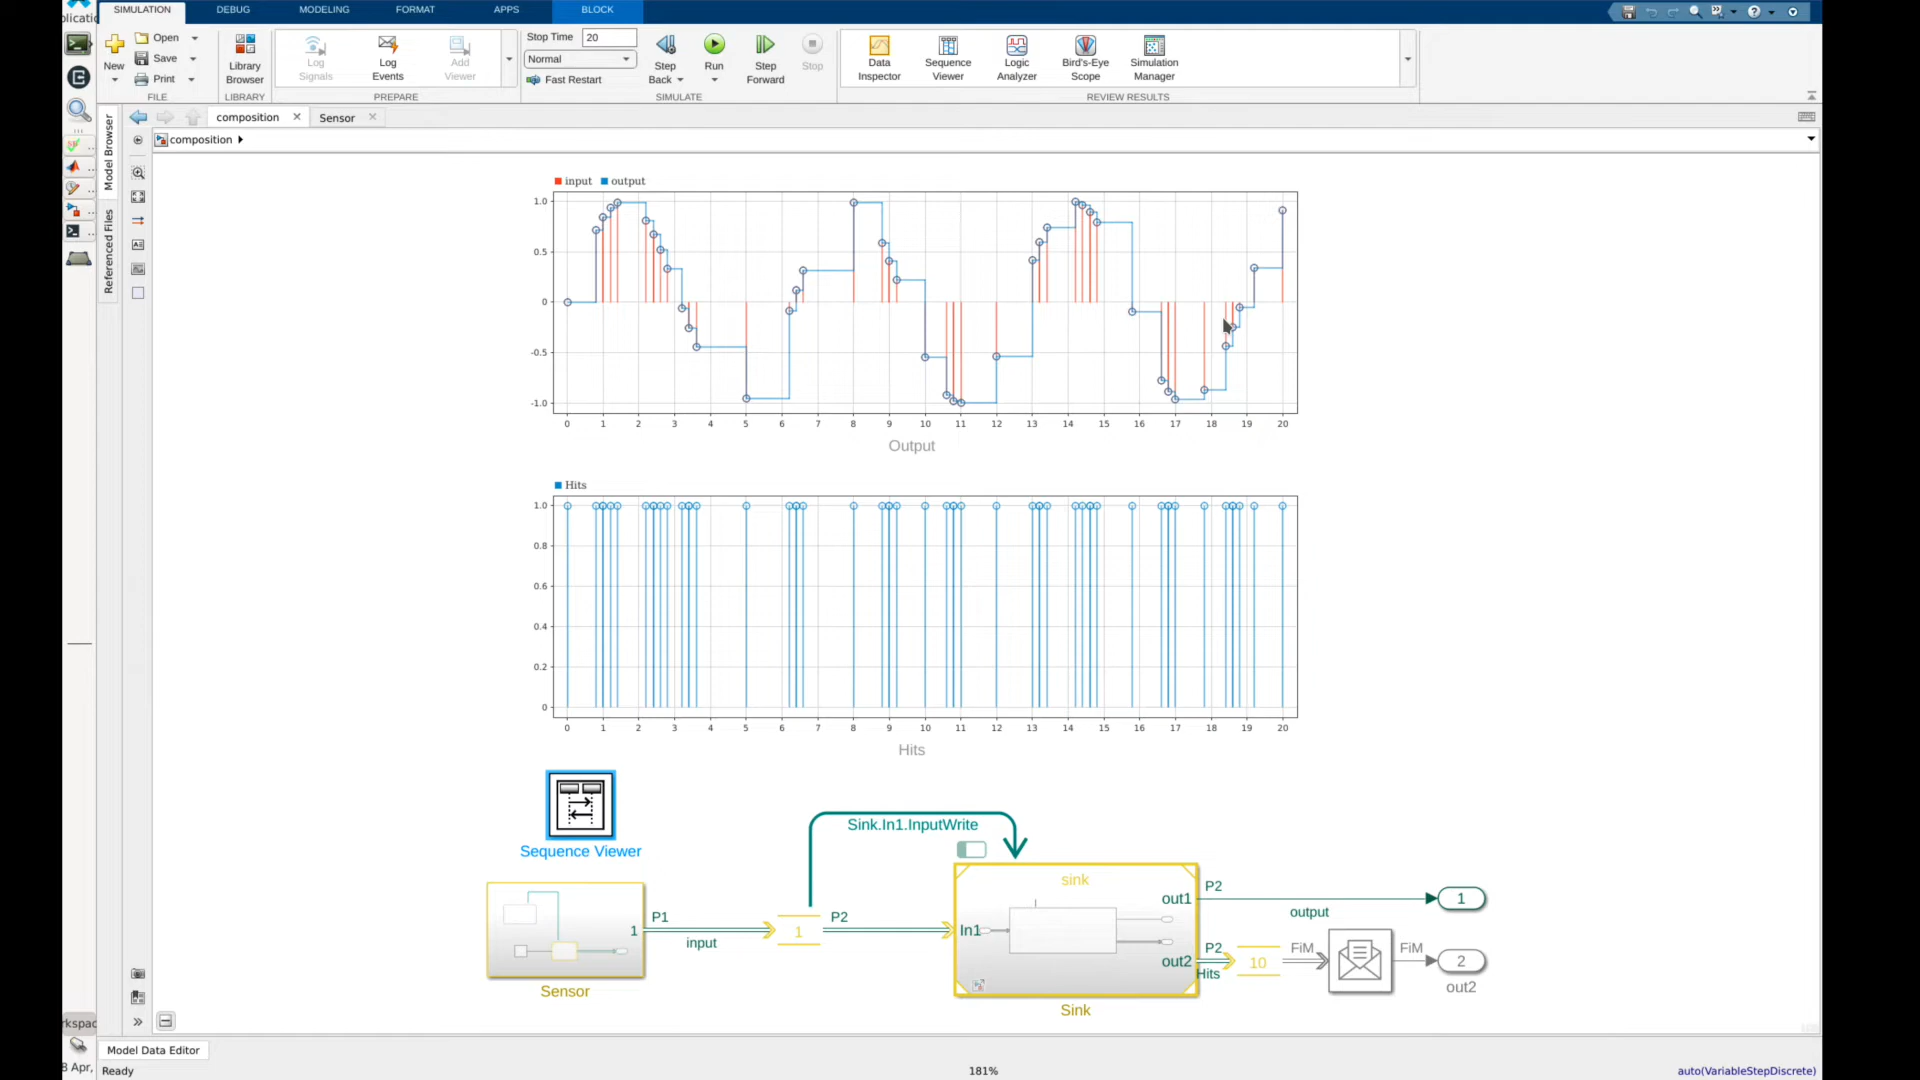 plicatio
SIMULATION DEBUG MODELING FORMAT APPS BLOCK
New
Open
Save
Print
FILE
Library
Browser
LIBRARY
Log
Signals
Log
Events
Add
Viewer
PREPARE
Stop Time 20
Normal
Fast Restart
Step
Back
Run
Step
Forward
Stop
SIMULATE
Data
Inspector
Sequence
Viewer
Logic
Analyzer
Bird's-Eye
Scope
Simulation
Manager
REVIEW RESULTS
Model Browser
Referenced Files
composition
Sensor
composition
input output
1.0
0.5
0
-0.5
-1.0
0 1 2 3 4 5 6 7 8 9 10 11 12 13 14 15 16 17 18 19 20
Output
Hits
1.0
0.8
0.6
0.4
0.2
0
0 1 2 3 4 5 6 7 8 9 10 11 12 13 14 15 16 17 18 19 20
Hits
Sequence Viewer
Sink.In1.InputWrite
sink
P1
1
input
Sensor
1
P2
In1
out1
out2
Sink
P2
output
1
P2
Hits
10
FiM
FiM
2
out2
rkspac
Model Data Editor
8 Apr,
Ready
181%
auto(VariableStepDiscrete)